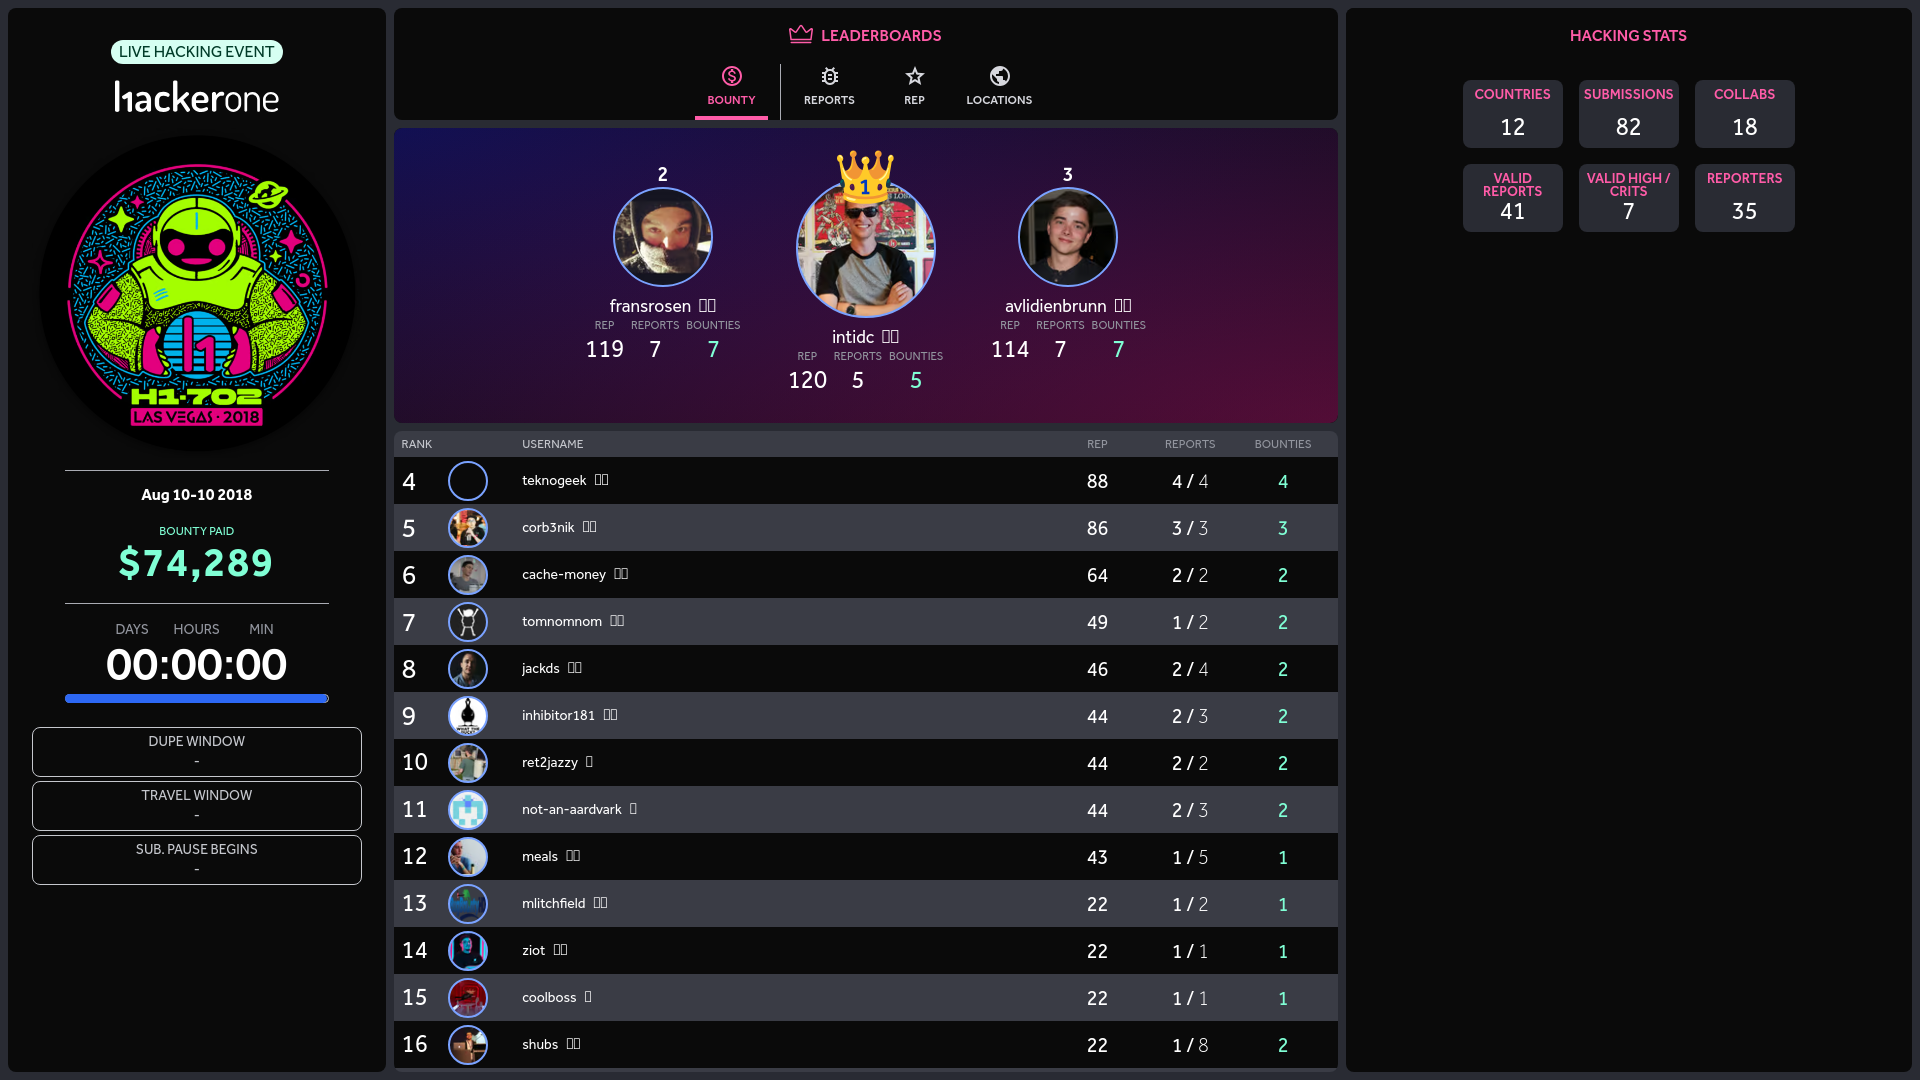 LIVE HACKING EVENT
hackerone
H1-702
LAS VEGAS · 2018
Aug 10-10 2018
BOUNTY PAID
$74,289
DAYS HOURS MIN
00:00:00
DUPE WINDOW
-
TRAVEL WINDOW
-
SUB. PAUSE BEGINS
-
LEADERBOARDS
BOUNTY REPORTS REP LOCATIONS
2
fransrosen
REP REPORTS BOUNTIES
119 7 7
1
intidc
REP REPORTS BOUNTIES
120 5 5
3
avlidienbrunn
REP REPORTS BOUNTIES
114 7 7
RANK USERNAME REP REPORTS BOUNTIES
4 teknogeek 88 4 / 4 4
5 corb3nik 86 3 / 3 3
6 cache-money 64 2 / 2 2
7 tomnomnom 49 1 / 2 2
8 jackds 46 2 / 4 2
9 inhibitor181 44 2 / 3 2
10 ret2jazzy 44 2 / 2 2
11 not-an-aardvark 44 2 / 3 2
12 meals 43 1 / 5 1
13 mlitchfield 22 1 / 2 1
14 ziot 22 1 / 1 1
15 coolboss 22 1 / 1 1
16 shubs 22 1 / 8 2
HACKING STATS
COUNTRIES
12
SUBMISSIONS
82
COLLABS
18
VALID
REPORTS
41
VALID HIGH /
CRITS
7
REPORTERS
35